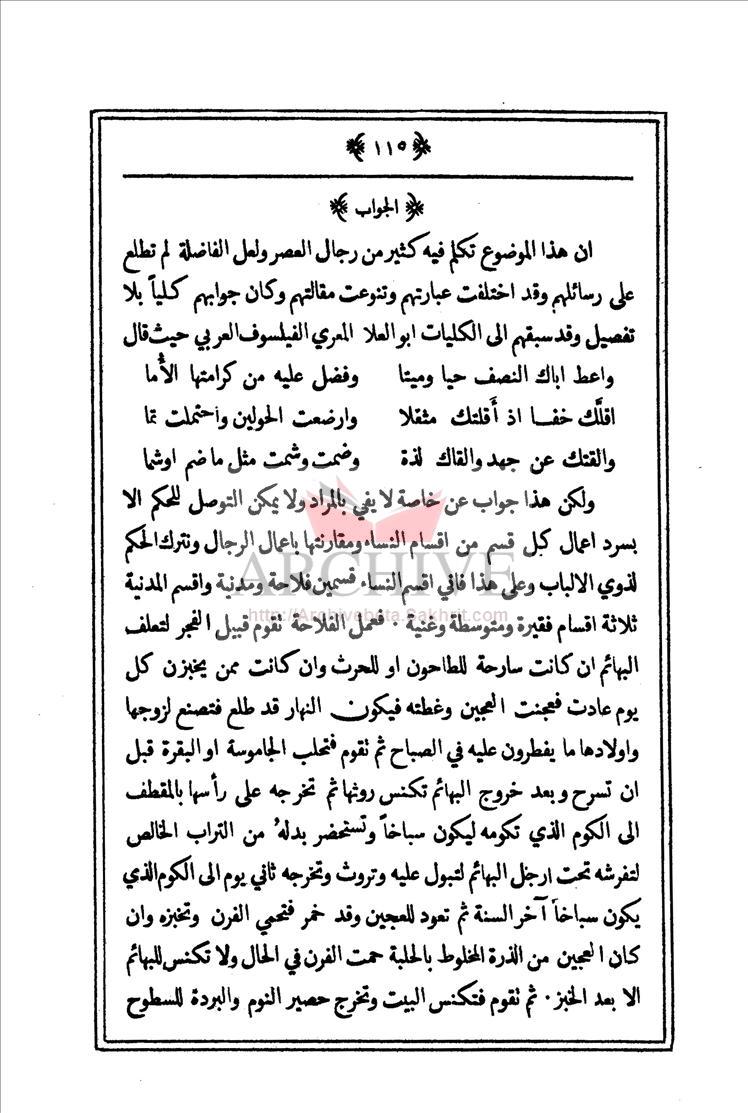 ﴿ ١١٥ ﴾
﴿ الجواب ﴾
ان هذا الموضوع تكلم فيه كثير من رجال العصر ولعل الفاضلة لم تطلع
على رسائلهم وقد اختلفت عبارتهم وتنوعت مقالتهم وكان جوابهم كلياً بلا
تفصيل وقد سبقهم الى الكليات ابو العلا المعري الفيلسوف العربي حيث قال
واعط اباك النصف حيا وميتا وفضل عليه من كرامتها الأُما
اقلَّك خفا اذ أَقلتك مثقلا وارضعت الحولين واحتملت تما
والقتك عن جهد والقاك لذة وضمت وشمت مثل ماضم اوشما
ولكن هذا جواب عن خاصة لا يفي بالمراد ولا يمكن التوصل للحكم الا
بسرد اعمال كل قسم من اقسام النساء ومقارنتها باعمال الرجال ونترك الحكم
لذوي الالباب وعلى هذا فاني اقسم النساء قسمين فلاحة ومدنية واقسم المدنية
ثلاثة اقسام فقيرة ومتوسطة وغنية ٠ فعمل الفلاحة تقوم قبيل الفجر لتعلف
البهائم ان كانت سارحة للطاحون او للحرث وان كانت ممن يخبزن كل
يوم عادت فعجنت العجين وغطته فيكون النهار قد طلع فتصنع لزوجها
واولادها ما يفطرون عليه في الصباح ثم تقوم فتحلب الجاموسة او البقرة قبل
ان تسرح وبعد خروج البهائم تكنس روثها ثم تخرجه على رأسها بالمقطف
الى الكوم الذي تكومه ليكون سباخاً وتستحضر بدلهُ من التراب الخالص
لتفرشه تحت ارجل البهائم لتبول عليه وتروث وتخرجه ثاني يوم الى الكوم الذي
يكون سباخاً آخر السنة ثم تعود للعجين وقد خمر فتحمي الفرن وتخبزه وان
كان العجين من الذرة المخلوط بالحلبة حمت الفرن في الحال ولا تكنس للبهائم
الا بعد الخبز ٠ ثم تقوم فتكنس البيت وتخرج حصير النوم والبردة للسطوح
ARCHIVE
http://Archivebeta.Sakhrit.com